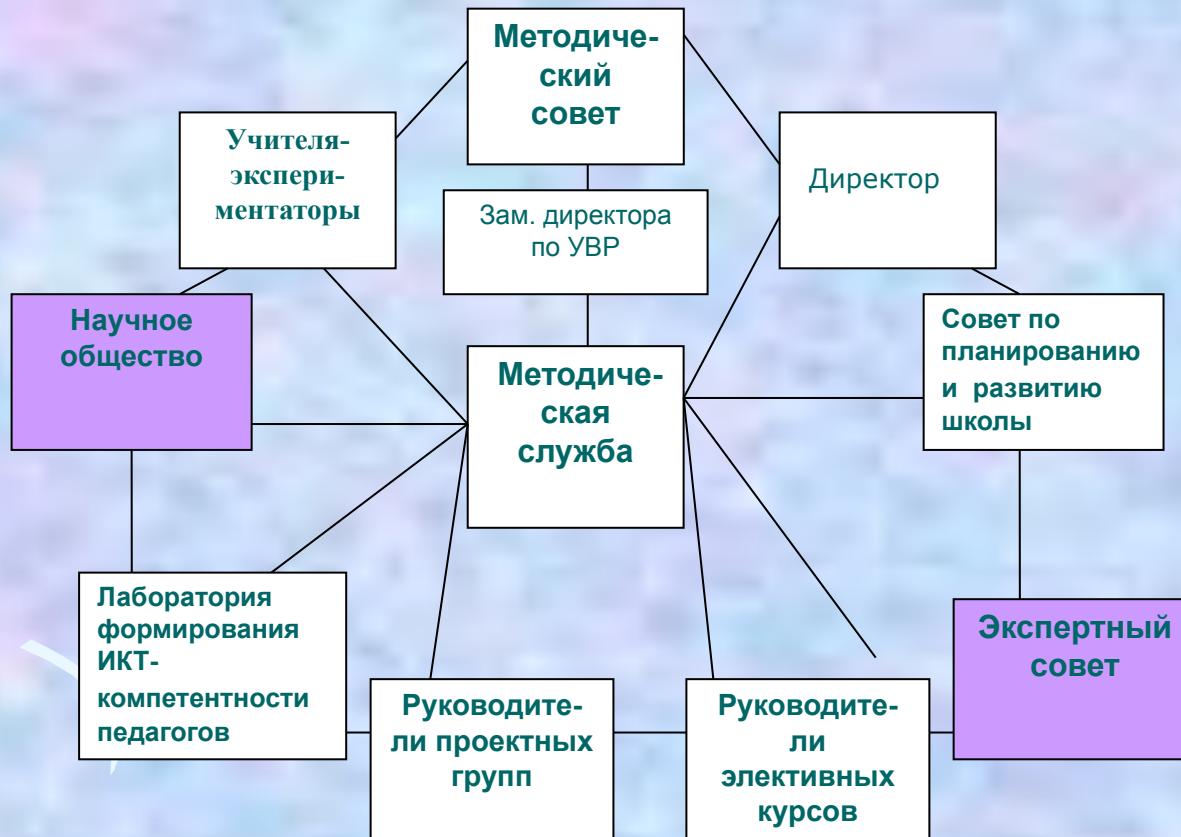 Методиче-
ский
совет
Учителя-
экспери-
ментаторы
Директор
Зам. директора
по УВР
Научное
общество
Методиче-
ская
служба
Совет по
планированию
и развитию
школы
Лаборатория
формирования
ИКТ-
компетентности
педагогов
Руководите-
ли проектных
групп
Руководите-
ли
элективных
курсов
Экспертный
совет